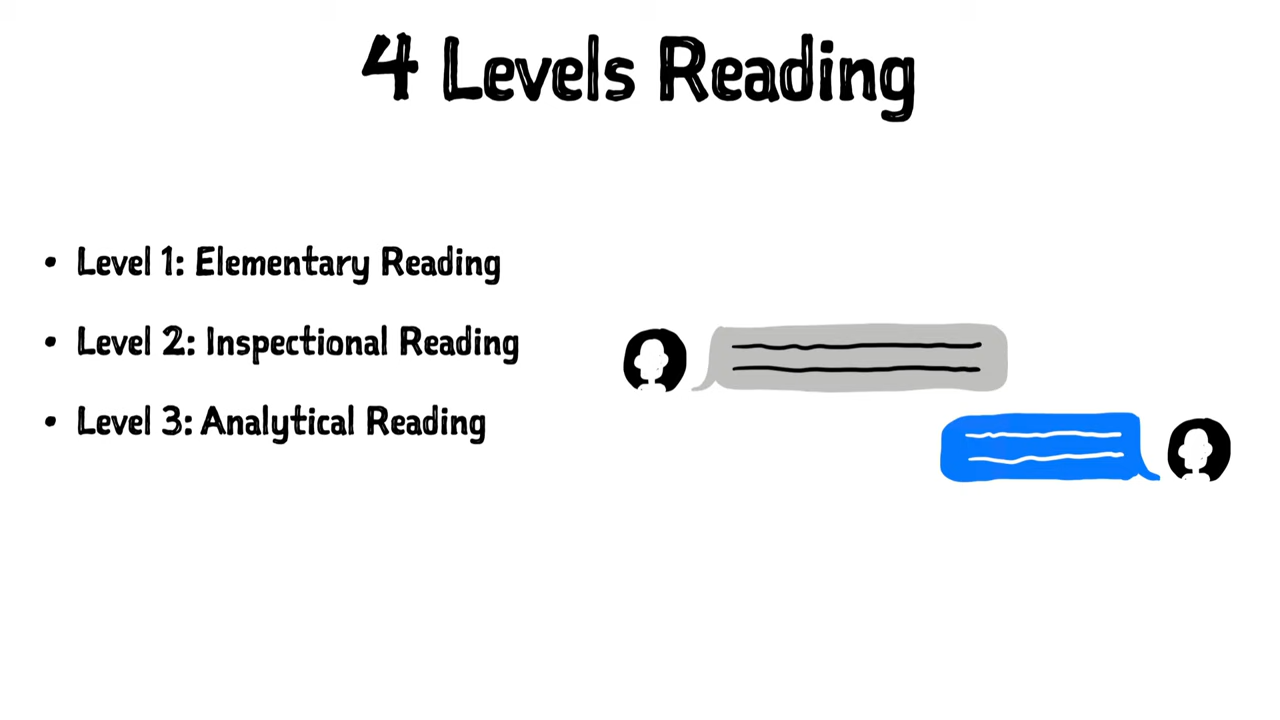 4 Levels Reading
• Level 1: Elementary Reading
• Level 2: Inspectional Reading
• Level 3: Analytical Reading